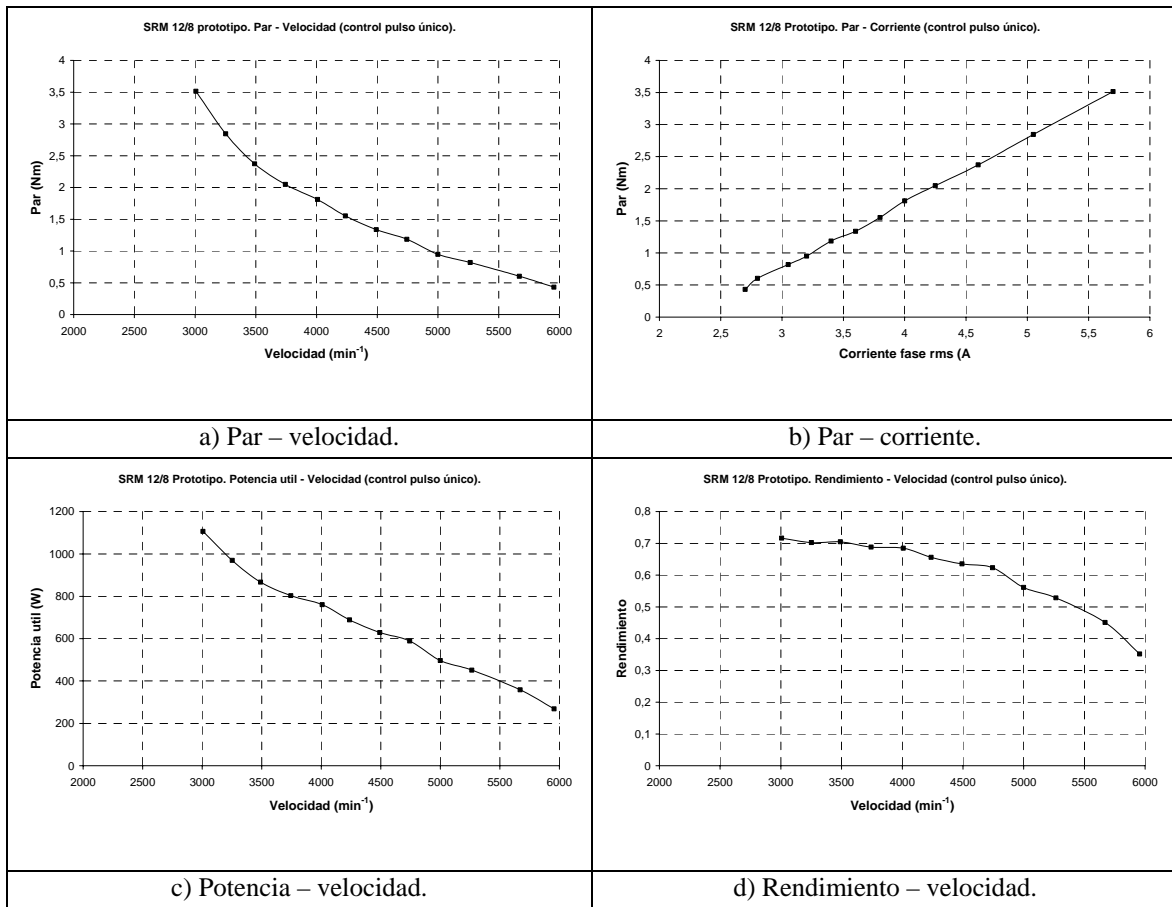 SRM 12/8 prototipo. Par - Velocidad (control pulso único).
4
3,5
3
2,5
2
1,5
1
0,5
0
Par (Nm)
2000 2500 3000 3500 4000 4500 5000 5500 6000
Velocidad (min-1)
a) Par – velocidad.
SRM 12/8 Prototipo. Par - Corriente (control pulso único).
4
3,5
3
2,5
2
1,5
1
0,5
0
Par (Nm)
2 2,5 3 3,5 4 4,5 5 5,5 6
Corriente fase rms (A
b) Par – corriente.
SRM 12/8 Prototipo. Potencia util - Velocidad (control pulso único).
1200
1000
800
600
400
200
0
Potencia util (W)
2000 2500 3000 3500 4000 4500 5000 5500 6000
Velocidad (min-1)
c) Potencia – velocidad.
SRM 12/8 Prototipo. Rendimiento - Velocidad (control pulso único).
0,8
0,7
0,6
0,5
0,4
0,3
0,2
0,1
0
Rendimiento
2000 2500 3000 3500 4000 4500 5000 5500 6000
Velocidad (min-1)
d) Rendimiento – velocidad.